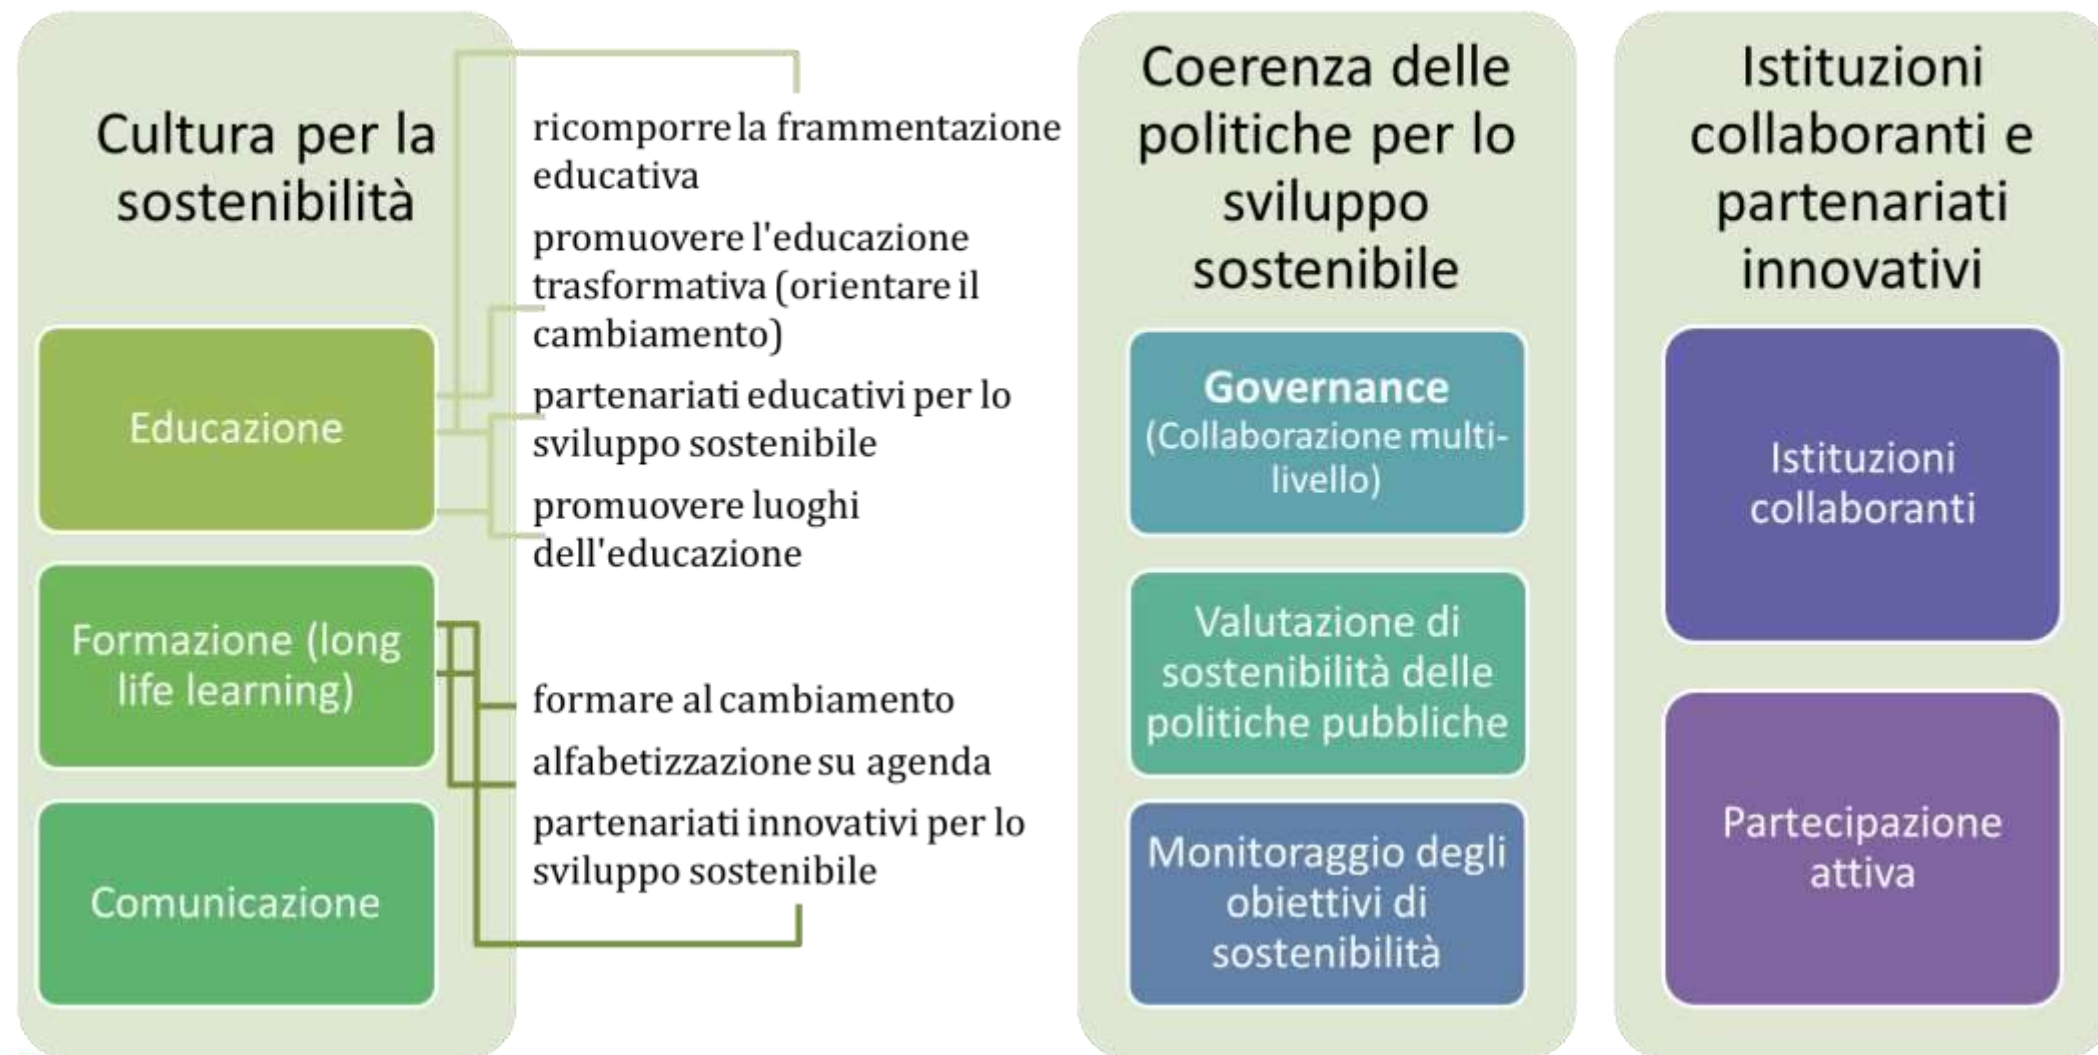 Cultura per la
sostenibilità
Educazione
Formazione (long
life learning)
Comunicazione
ricomporre la frammentazione
educativa
promuovere l'educazione
trasformativa (orientare il
cambiamento)
partenariati educativi per lo
sviluppo sostenibile
promuovere luoghi
dell'educazione
formare al cambiamento
alfabetizzazione su agenda
partenariati innovativi per lo
sviluppo sostenibile
Coerenza delle
politiche per lo
sviluppo
sostenibile
Governance
(Collaborazione multi-
livello)
Valutazione di
sostenibilità delle
politiche pubbliche
Monitoraggio degli
obiettivi di
sostenibilità
Istituzioni
collaboranti e
partenariati
innovativi
Istituzioni
collaboranti
Partecipazione
attiva